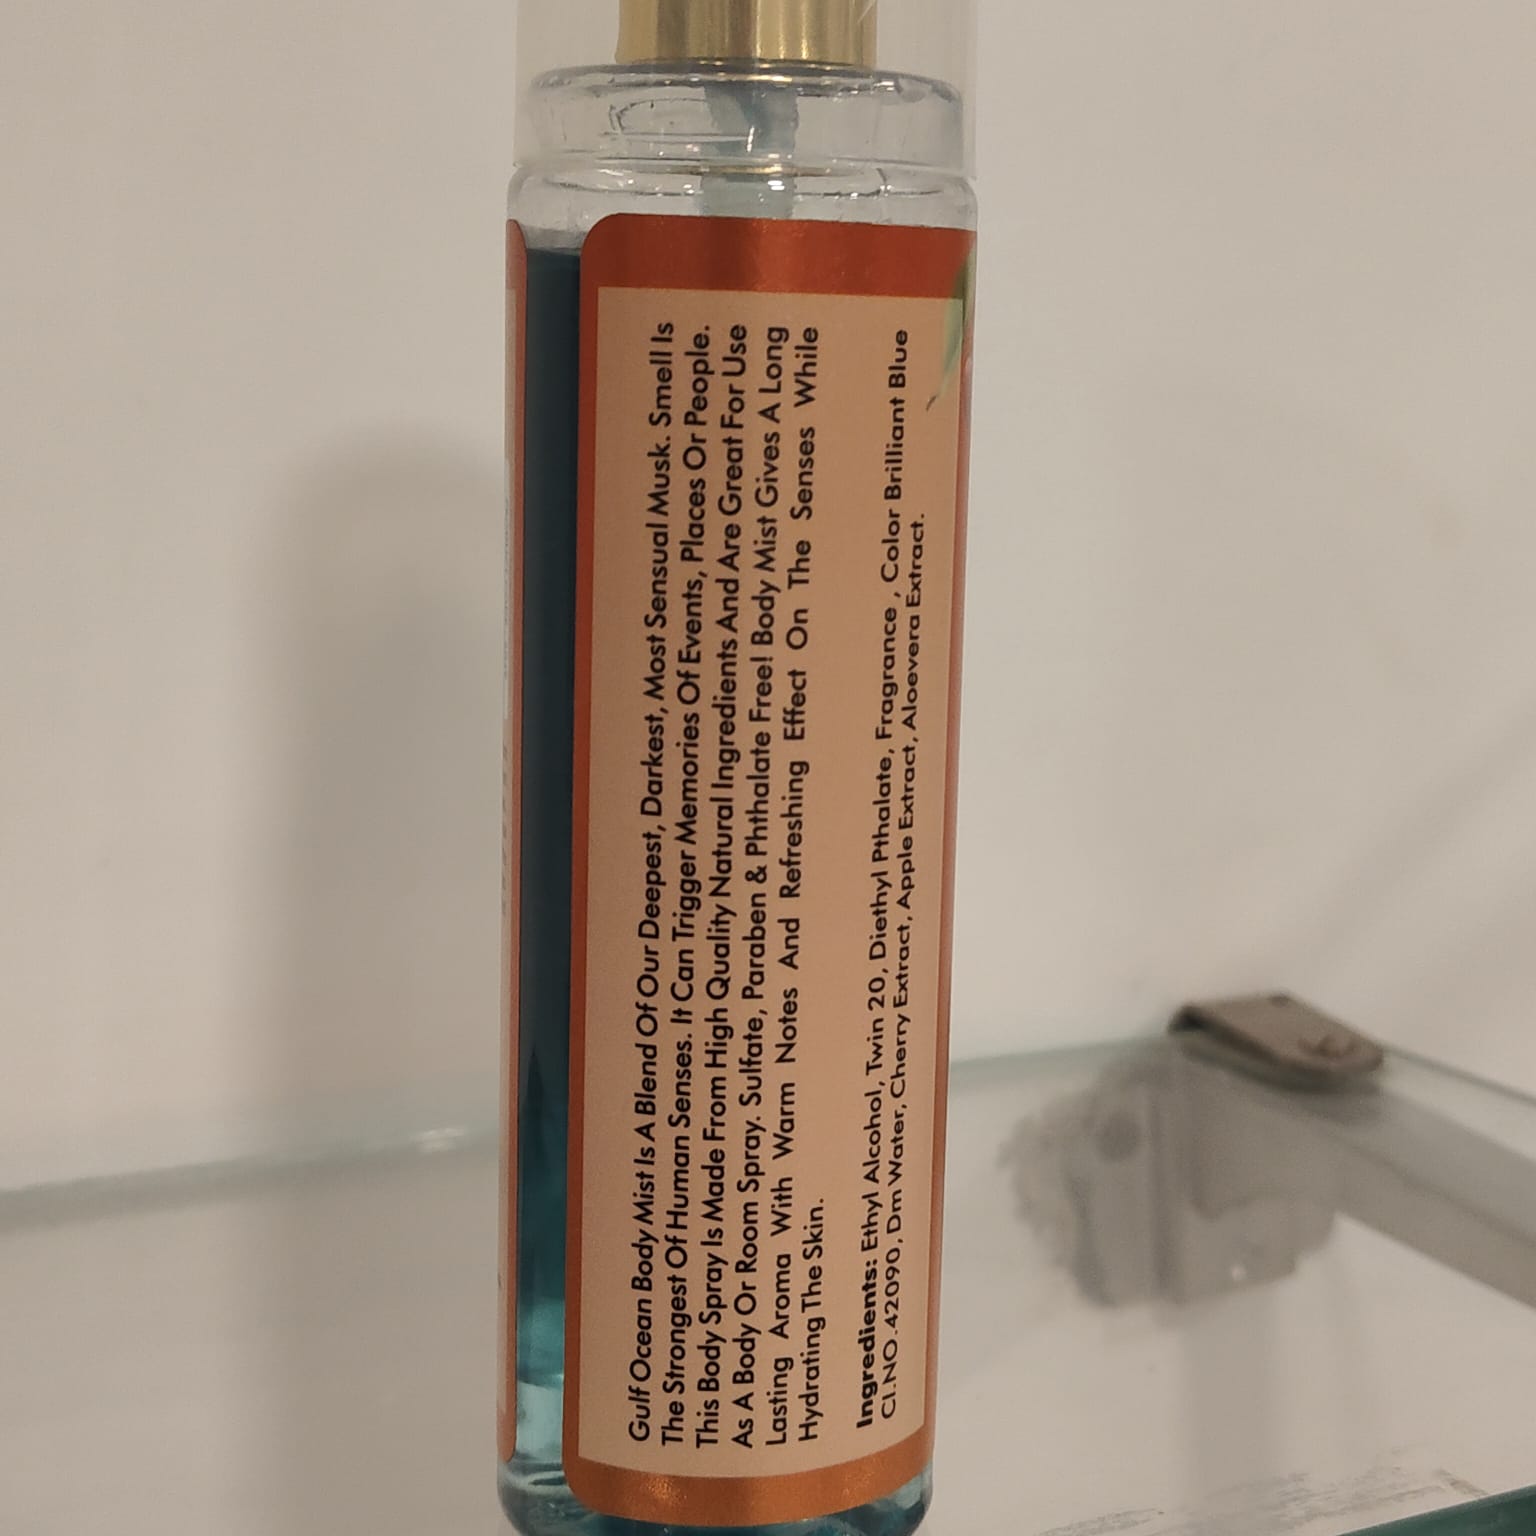 Gulf Ocean Body Mist Is A Blend Of Our Deepest, Darkest, Most Sensual Musk. Smell Is
The Strongest Of Human Senses. It Can Trigger Memories Of Events, Places Or People.
This Body Spray Is Made From High Quality Natural Ingredients And Are Great For Use
As A Body Or Room Spray. Sulfate, Paraben & Phthalate Free! Body Mist Gives A Long
Lasting Aroma With Warm Notes And Refreshing Effect On The Senses While
Hydrating The Skin.
Ingredients: Ethyl Alcohol, Twin 20, Diethyl Pthalate, Fragrance , Color Brilliant Blue
CI.NO.42090, Dm Water, Cherry Extract, Apple Extract, Aloevera Extract.